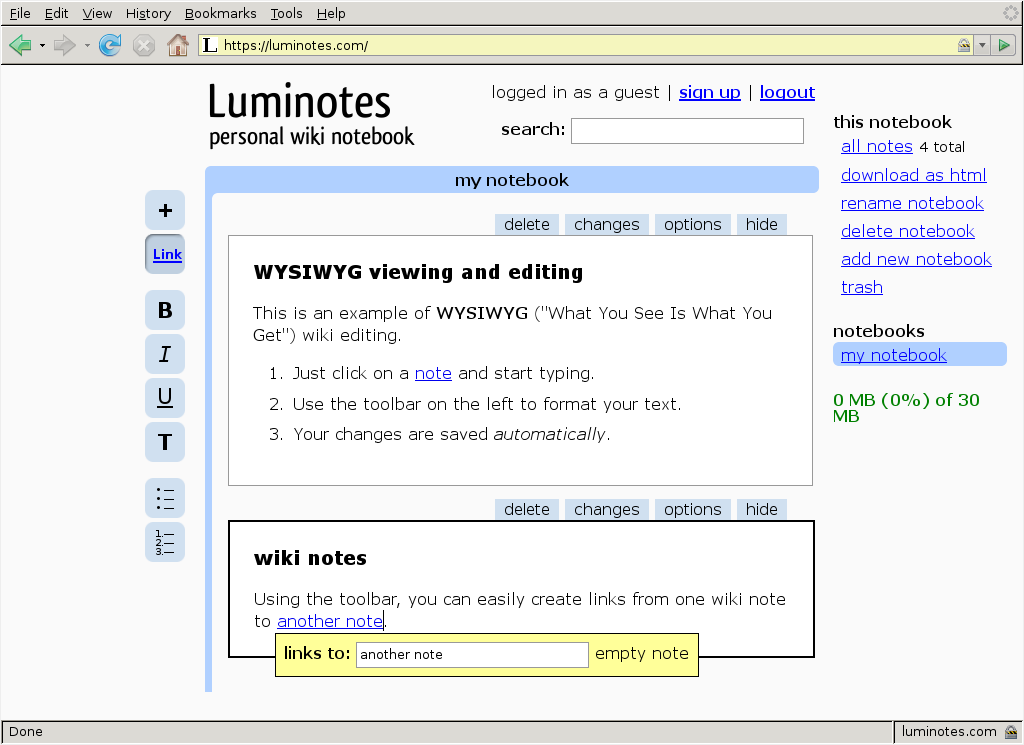 File Edit View History Bookmarks Tools Help
L https://luminotes.com/
Luminotes
personal wiki notebook
logged in as a guest | sign up | logout
search:
my notebook
+
Link
B
I
U
T
1.
2.
3.
delete changes options hide
WYSIWYG viewing and editing
This is an example of WYSIWYG ("What You See Is What You
Get") wiki editing.
1. Just click on a note and start typing.
2. Use the toolbar on the left to format your text.
3. Your changes are saved automatically.
delete changes options hide
wiki notes
Using the toolbar, you can easily create links from one wiki note
to another note.
links to: another note empty note
this notebook
all notes 4 total
download as html
rename notebook
delete notebook
add new notebook
trash
notebooks
my notebook
0 MB (0%) of 30
MB
Done luminotes.com